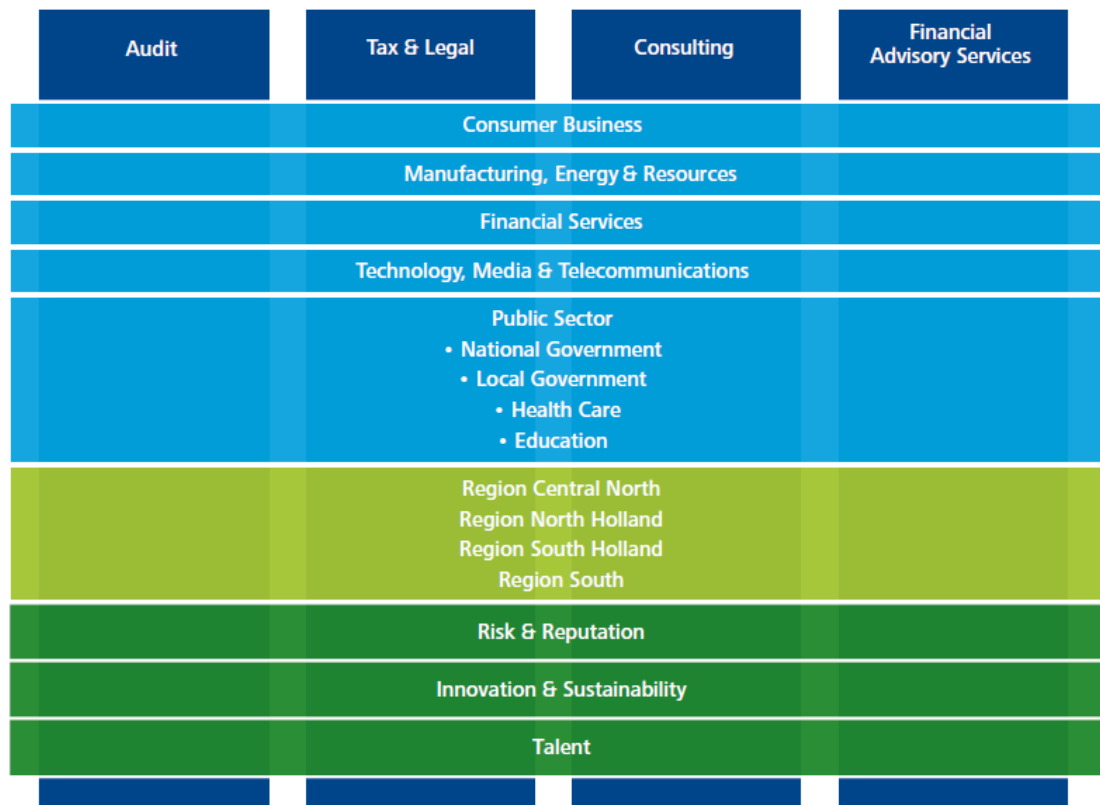 Audit
Tax & Legal
Consulting
Financial
Advisory Services
Consumer Business
Manufacturing, Energy & Resources
Financial Services
Technology, Media & Telecommunications
Public Sector
• National Government
• Local Government
• Health Care
• Education
Region Central North
Region North Holland
Region South Holland
Region South
Risk & Reputation
Innovation & Sustainability
Talent